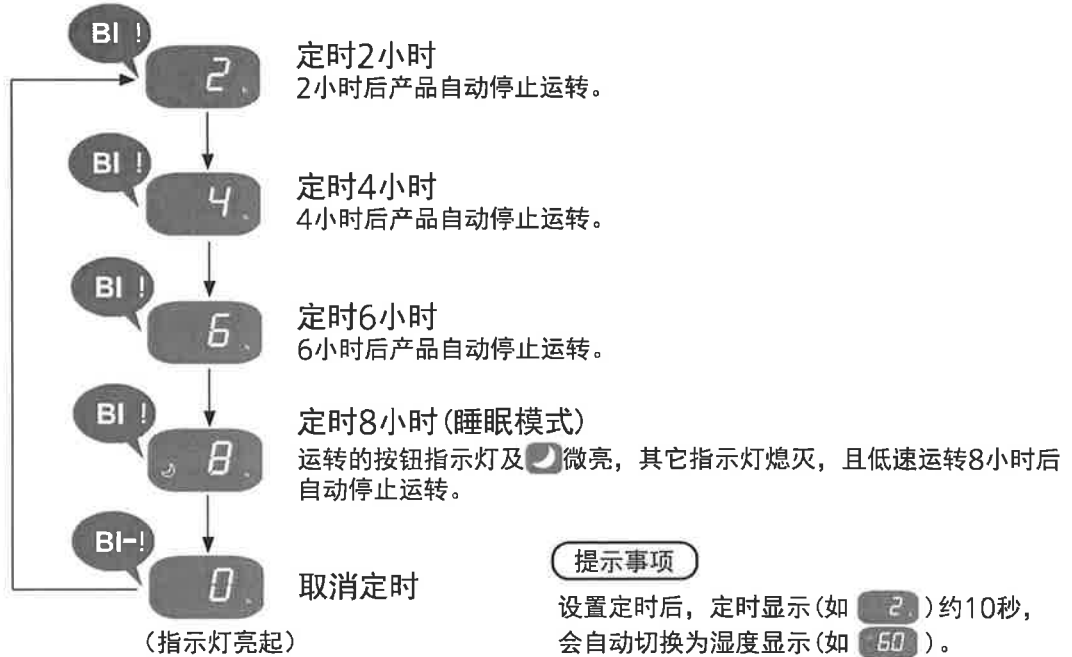 BI !
2
定时2小时
2小时后产品自动停止运转。
BI !
4
定时4小时
4小时后产品自动停止运转。
BI !
6
定时6小时
6小时后产品自动停止运转。
BI !
8
定时8小时(睡眠模式)
运转的按钮指示灯及微亮，其它指示灯熄灭，且低速运转8小时后
自动停止运转。
BI-!
0
取消定时
(指示灯亮起)
提示事项
设置定时后，定时显示(如 2 )约10秒，
会自动切换为湿度显示(如 60 )。